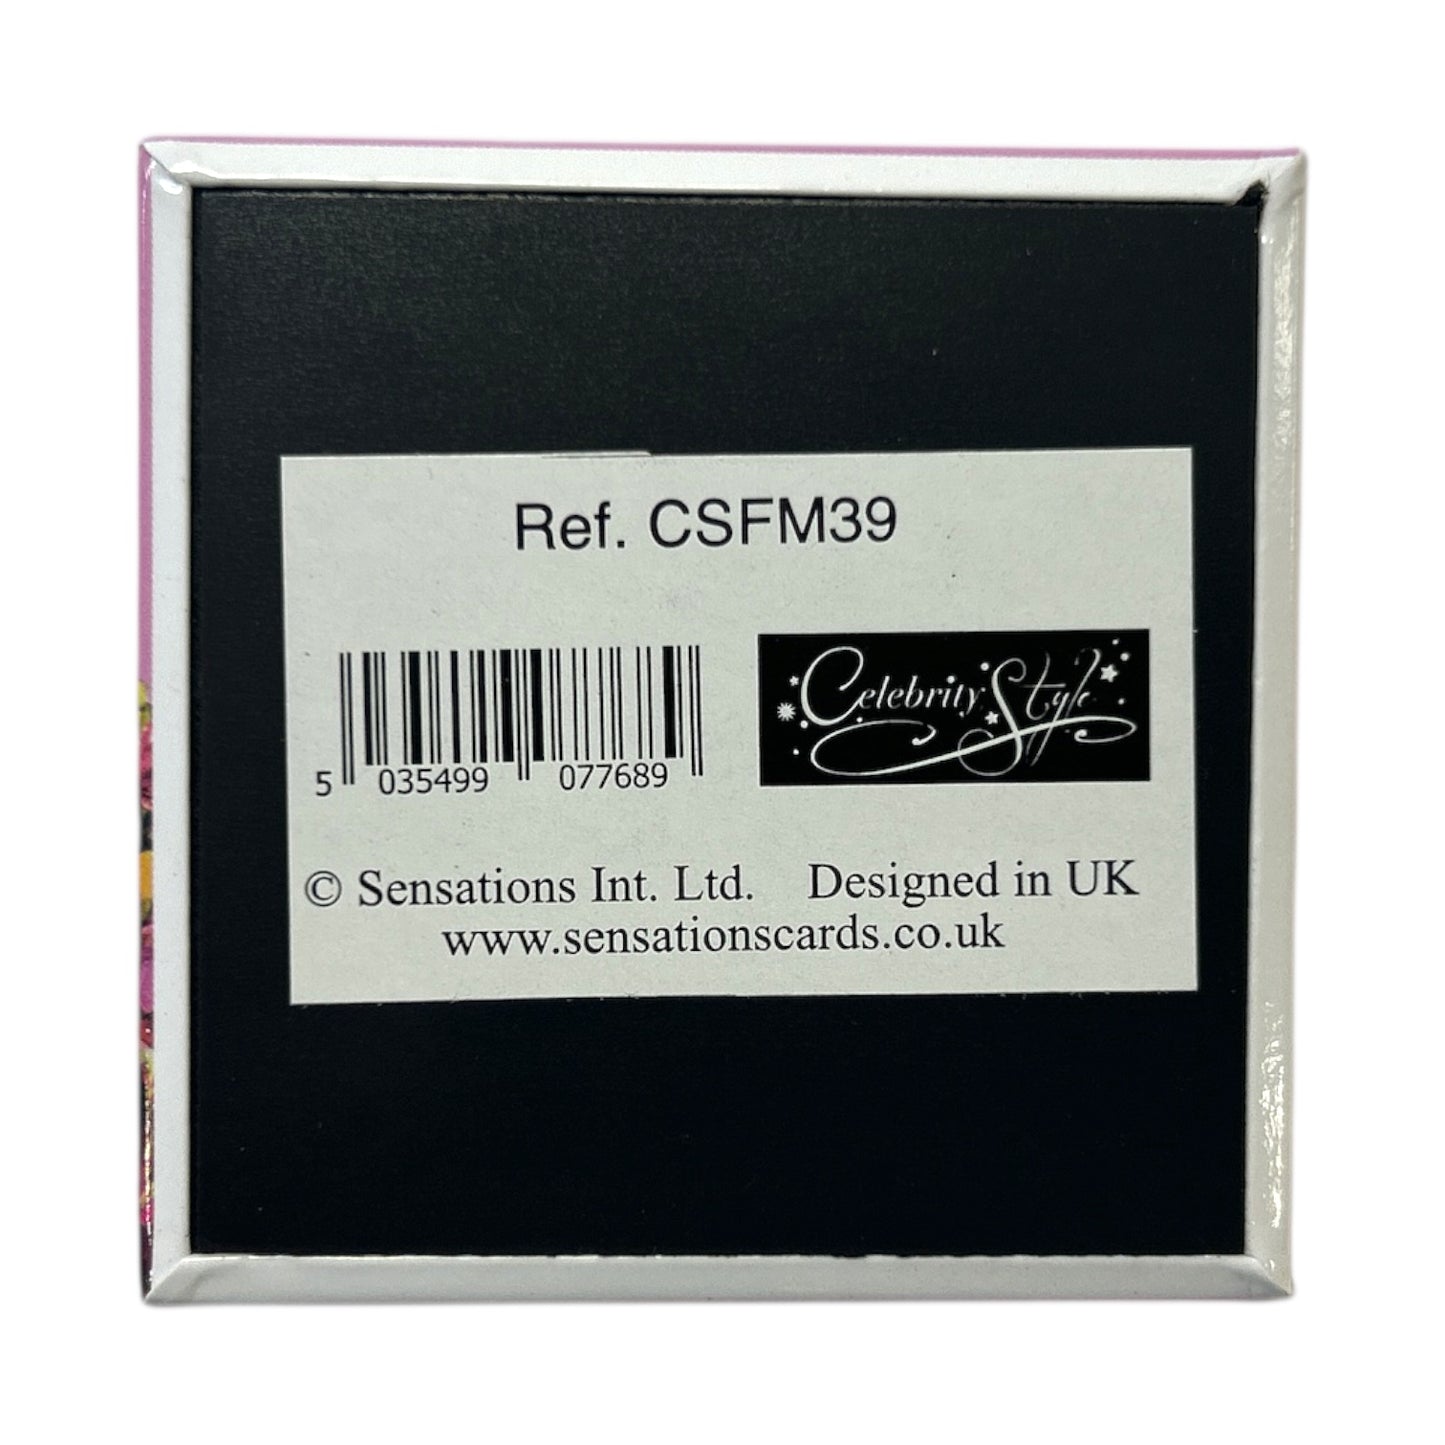 Ref. CSFM39
Celebrity Style
5 035499 077689
© Sensations Int. Ltd. Designed in UK
www.sensationscards.co.uk